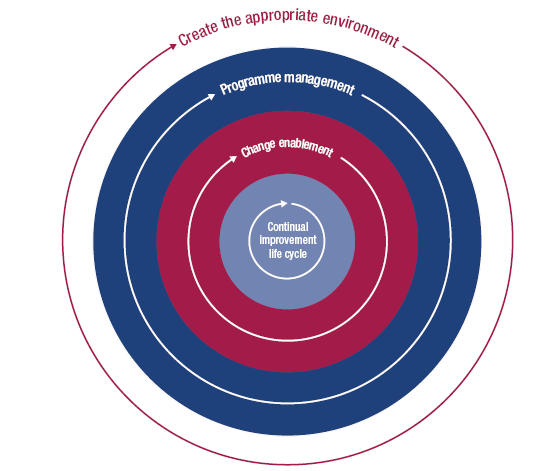 Create the appropriate environment
Programme management
Change enablement
Continual
improvement
life cycle